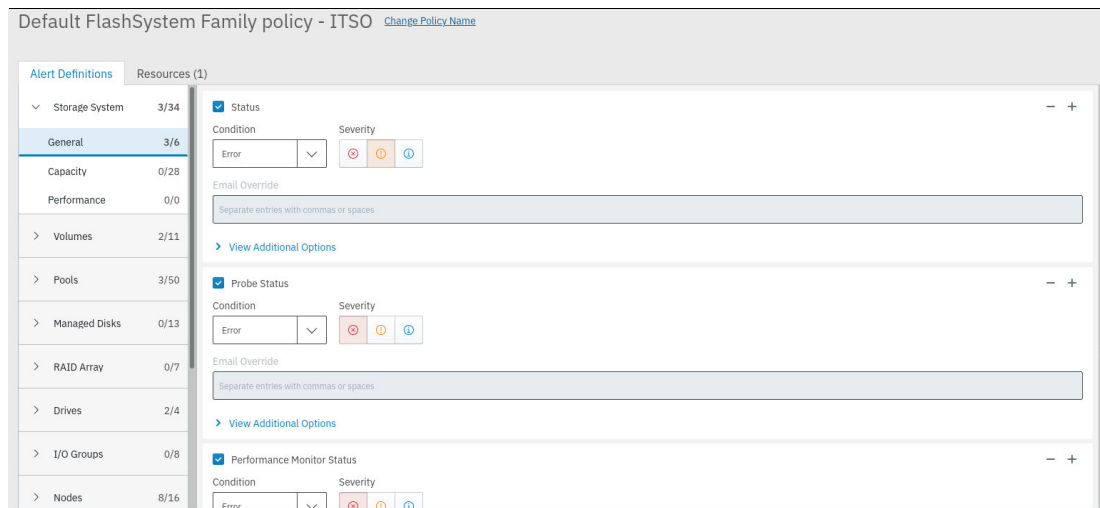 Default FlashSystem Family policy - ITSO Change Policy Name
Alert Definitions Resources (1)
Storage System 3/34
General 3/6
Capacity 0/28
Performance 0/0
Volumes 2/11
Pools 3/50
Managed Disks 0/13
RAID Array 0/7
Drives 2/4
I/O Groups 0/8
Nodes 8/16
Status
Condition Severity
Error
Email Override
Separate entries with commas or spaces
View Additional Options
Probe Status
Condition Severity
Error
Email Override
Separate entries with commas or spaces
View Additional Options
Performance Monitor Status
Condition Severity
Error